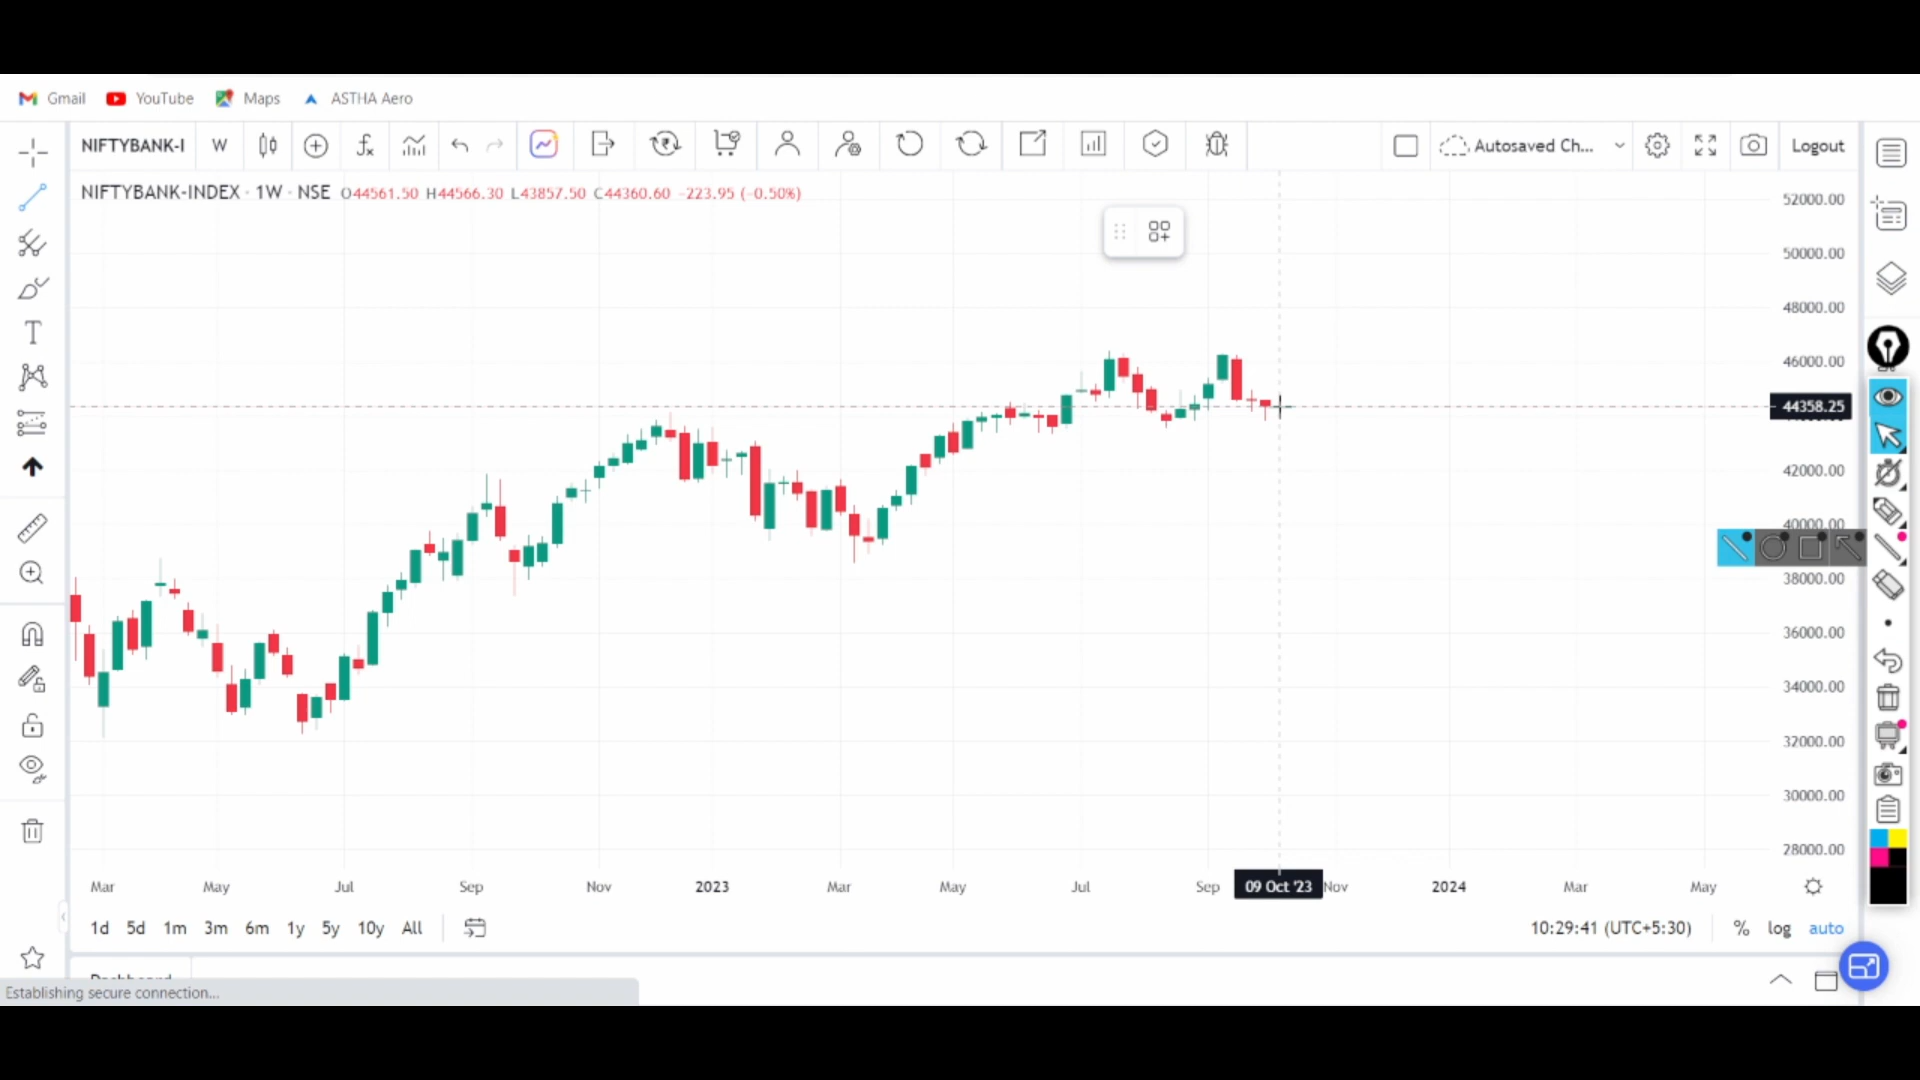 Gmail YouTube Maps ASTHA Aero
NIFTYBANK-I W Autosaved Ch... Logout
NIFTYBANK-INDEX · 1W · NSE O44561.50 H44566.30 L43857.50 C44360.60 -223.95 (-0.50%)
52000.00
50000.00
48000.00
46000.00
44358.25
42000.00
40000.00
38000.00
36000.00
34000.00
32000.00
30000.00
28000.00
Mar May Jul Sep Nov 2023 Mar May Jul Sep 09 Oct '23 Nov 2024 Mar May
1d 5d 1m 3m 6m 1y 5y 10y All 10:29:41 (UTC+5:30) % log auto
Dashboard
Establishing secure connection...